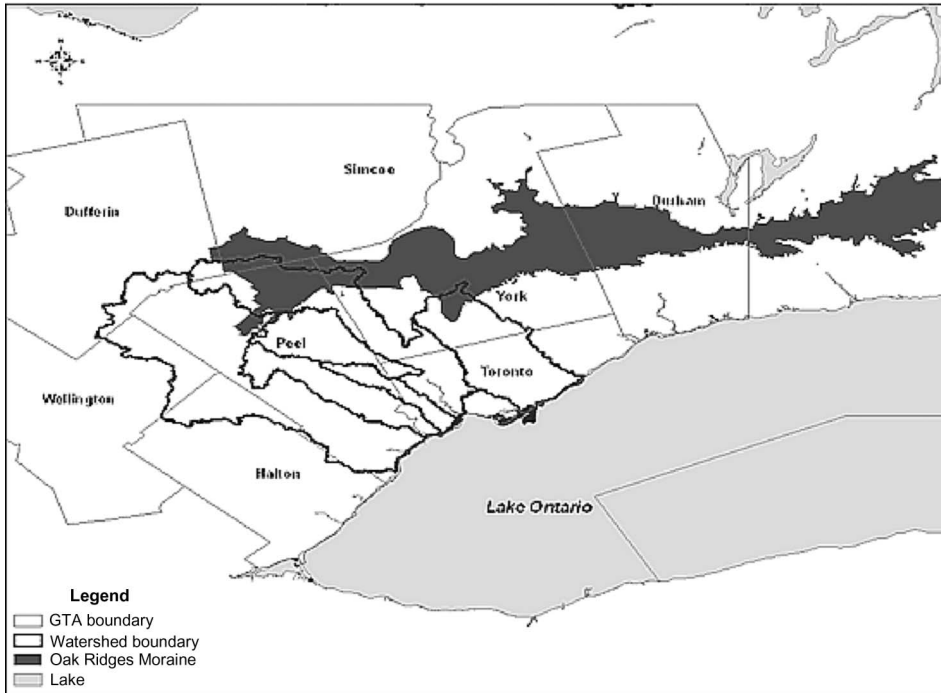 Simcoe
Dufferin
Durham
York
Peel
Toronto
Wellington
Halton
Lake Ontario
Legend
GTA boundary
Watershed boundary
Oak Ridges Moraine
Lake